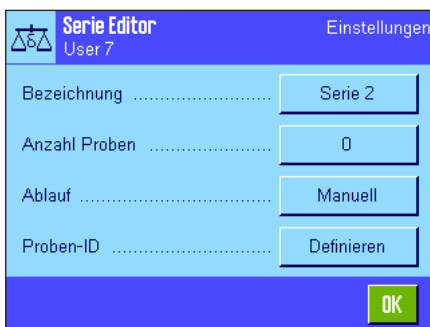 Serie Editor Einstellungen
User 7
Bezeichnung ........................ Serie 2
Anzahl Proben ..................... 0
Ablauf ................................. Manuell
Proben-ID ........................... Definieren
OK